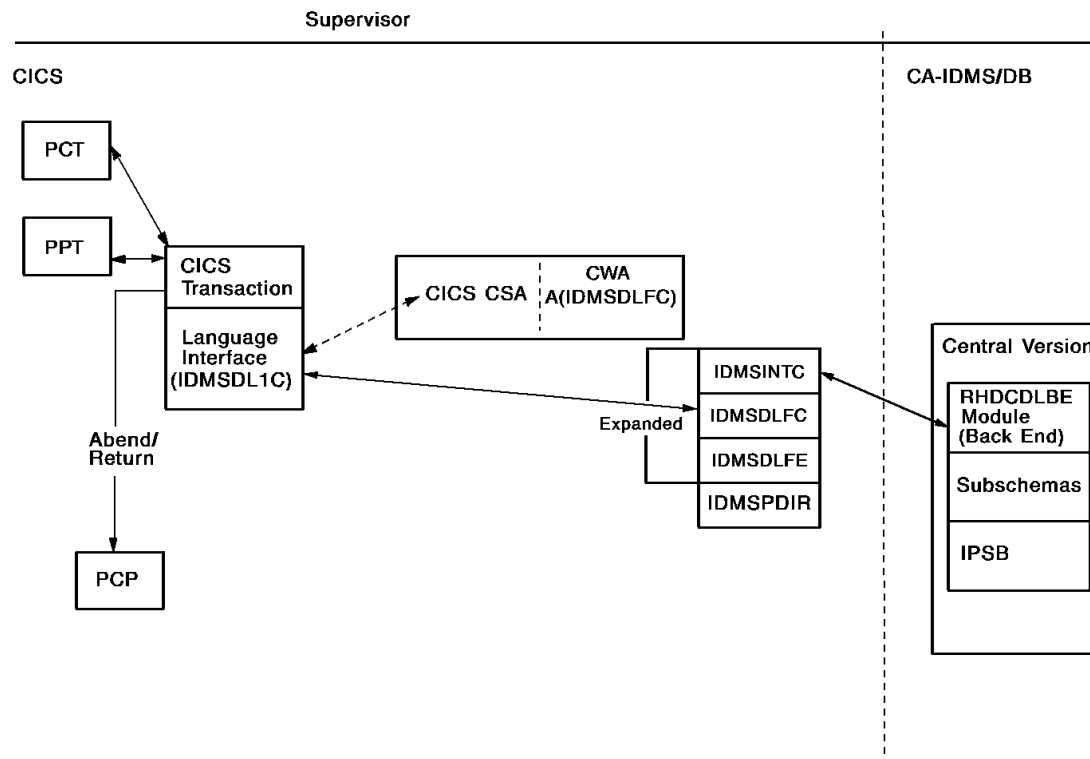 Supervisor
CICS
CA-IDMS/DB
PCT
PPT
CICS
Transaction
Language
Interface
(IDMSDL1C)
CICS CSA
CWA
A(IDMSDLFC)
Abend/
Return
PCP
Expanded
IDMSINTC
IDMSDLFC
IDMSDLFE
IDMSPDIR
Central Version
RHDCDLBE
Module
(Back End)
Subschemas
IPSB